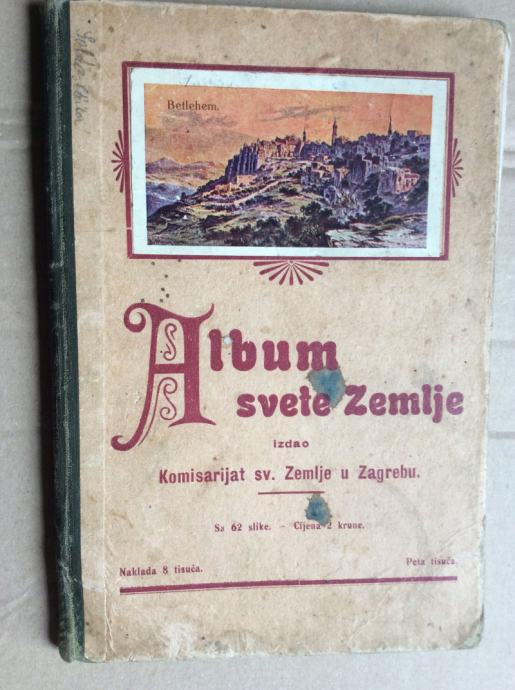 Betlehem.
Album
svete Zemlje
izdao
Komisarijat sv. Zemlje u Zagrebu.
Sa 62 slike. - Cijena 2 krune.
Naklada 8 tisuća.
Peta tisuča.